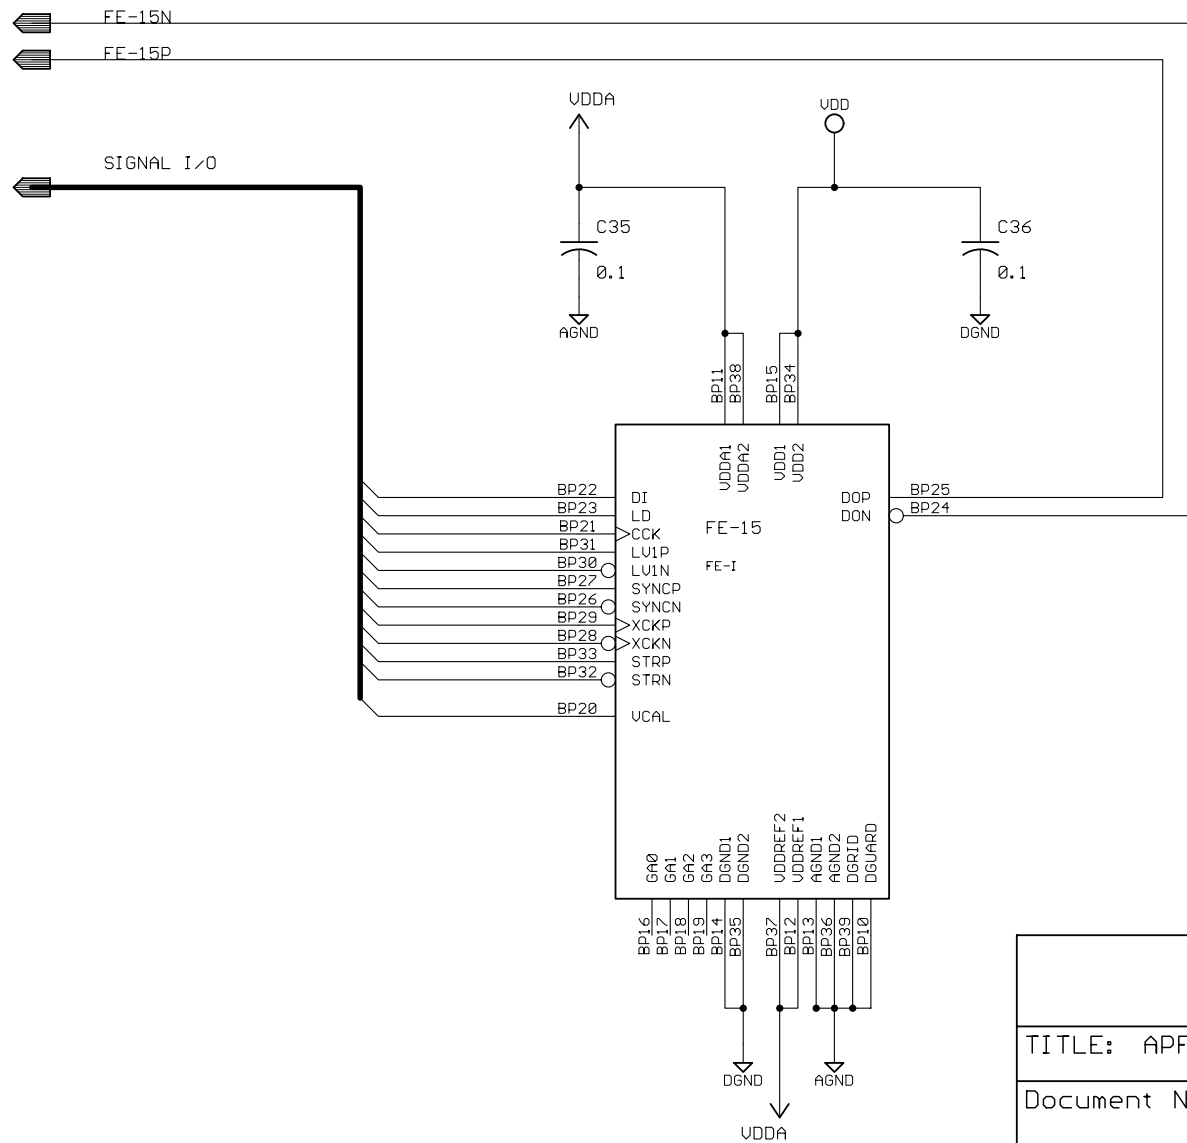 FE-15N
FE-15P
SIGNAL I/O
VDDA
VDD
C35
0.1
AGND
C36
0.1
DGND
BP11
BP38
BP15
BP34
VDDA1
VDDA2
VDD1
VDD2
BP22
DI
BP23
LD
BP21
CCK
BP31
LV1P
BP30
LV1N
BP27
SYNCP
BP26
SYNCN
BP29
XCKP
BP28
XCKN
BP33
STRP
BP32
STRN
BP20
VCAL
FE-15
FE-I
DOP
BP25
DON
BP24
GA0
GA1
GA2
GA3
DGND1
DGND2
VDDREF2
VDDREF1
AGND1
AGND2
DGRID
DGUARD
BP16
BP17
BP18
BP19
BP14
BP35
BP37
BP12
BP13
BP36
BP39
BP10
DGND
AGND
VDDA
TITLE: APF
Document N